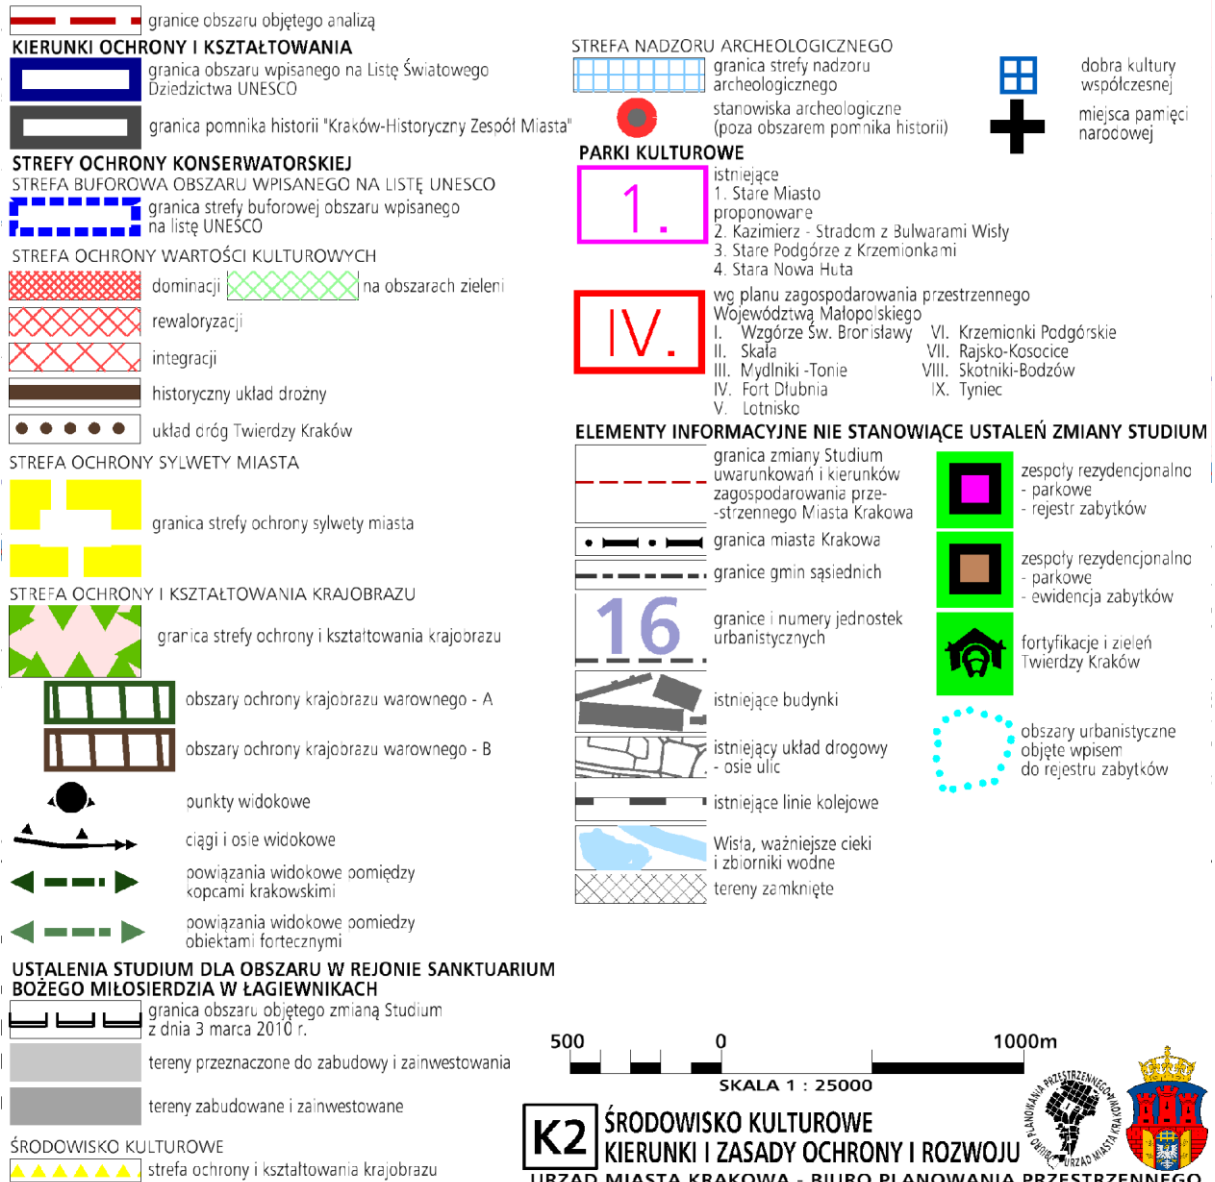 granice obszaru objętego analizą
KIERUNKI OCHRONY I KSZTAŁTOWANIA
granica obszaru wpisanego na Listę Światowego
Dziedzictwa UNESCO
granica pomnika historii "Kraków-Historyczny Zespół Miasta"
STREFY OCHRONY KONSERWATORSKIEJ
STREFA BUFOROWA OBSZARU WPISANEGO NA LISTĘ UNESCO
granica strefy buforowej obszaru wpisanego
na listę UNESCO
STREFA OCHRONY WARTOŚCI KULTUROWYCH
dominacji
na obszarach zieleni
rewaloryzacji
integracji
historyczny układ drożny
układ dróg Twierdzy Kraków
STREFA OCHRONY SYLWETY MIASTA
granica strefy ochrony sylwety miasta
STREFA OCHRONY I KSZTAŁTOWANIA KRAJOBRAZU
granica strefy ochrony i kształtowania krajobrazu
obszary ochrony krajobrazu warownego - A
obszary ochrony krajobrazu warownego - B
punkty widokowe
ciągi i osie widokowe
powiązania widokowe pomiędzy
kopcami krakowskimi
powiązania widokowe pomiedzy
obiektami fortecznymi
USTALENIA STUDIUM DLA OBSZARU W REJONIE SANKTUARIUM
BOŻEGO MIŁOSIERDZIA W ŁAGIEWNIKACH
granica obszaru objętego zmianą Studium
z dnia 3 marca 2010 r.
tereny przeznaczone do zabudowy i zainwestowania
tereny zabudowane i zainwestowane
ŚRODOWISKO KULTUROWE
strefa ochrony i kształtowania krajobrazu
STREFA NADZORU ARCHEOLOGICZNEGO
granica strefy nadzoru
archeologicznego
stanowiska archeologiczne
(poza obszarem pomnika historii)
dobra kultury
współczesnej
miejsca pamięci
narodowej
PARKI KULTUROWE
1.
istniejące
1. Stare Miasto
proponowane
2. Kazimierz - Stradom z Bulwarami Wisły
3. Stare Podgórze z Krzemionkami
4. Stara Nowa Huta
IV.
wg planu zagospodarowania przestrzennego
Województwa Małopolskiego
I. Wzgórze Św. Bronisławy VI. Krzemionki Podgórskie
II. Skała VII. Rajsko-Kosocice
III. Mydlniki -Tonie VIII. Skotniki-Bodzów
IV. Fort Dłubnia IX. Tyniec
V. Lotnisko
ELEMENTY INFORMACYJNE NIE STANOWIĄCE USTALEŃ ZMIANY STUDIUM
granica zmiany Studium
uwarunkowań i kierunków
zagospodarowania prze-
-strzennego Miasta Krakowa
granica miasta Krakowa
granice gmin sąsiednich
16
granice i numery jednostek
urbanistycznych
istniejące budynki
istniejący układ drogowy
- osie ulic
istniejące linie kolejowe
Wisła, ważniejsze cieki
i zbiorniki wodne
tereny zamknięte
zespoły rezydencjonalno
- parkowe
- rejestr zabytków
zespoły rezydencjonalno
- parkowe
- ewidencja zabytków
fortyfikacje i zieleń
Twierdzy Kraków
obszary urbanistyczne
objęte wpisem
do rejestru zabytków
500 0 1000m
SKALA 1 : 25000
K2
ŚRODOWISKO KULTUROWE
KIERUNKI I ZASADY OCHRONY I ROZWOJU
BIURO PLANOWANIA PRZESTRZENNEGO
URZĄD MIASTA KRAKOWA
URZĄD MIASTA KRAKOWA - BIURO PLANOWANIA PRZESTRZENNEGO